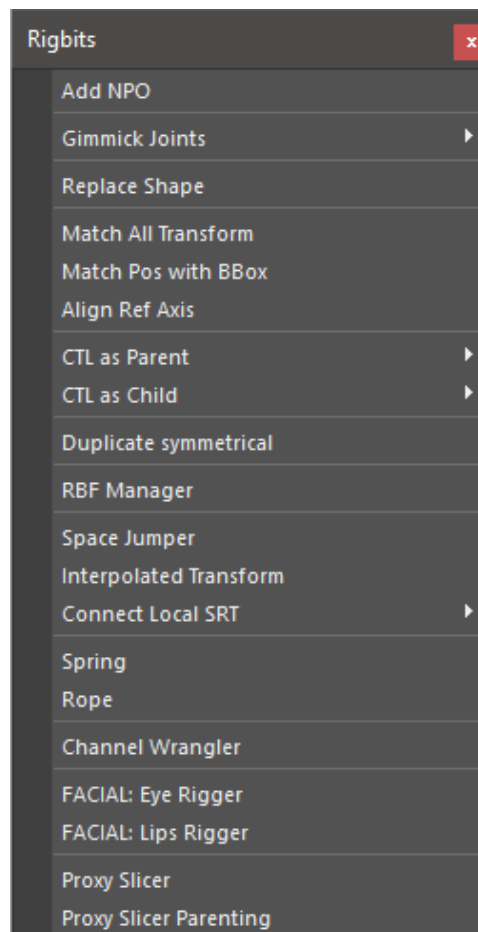 Rigbits
x
Add NPO
Gimmick Joints
Replace Shape
Match All Transform
Match Pos with BBox
Align Ref Axis
CTL as Parent
CTL as Child
Duplicate symmetrical
RBF Manager
Space Jumper
Interpolated Transform
Connect Local SRT
Spring
Rope
Channel Wrangler
FACIAL: Eye Rigger
FACIAL: Lips Rigger
Proxy Slicer
Proxy Slicer Parenting